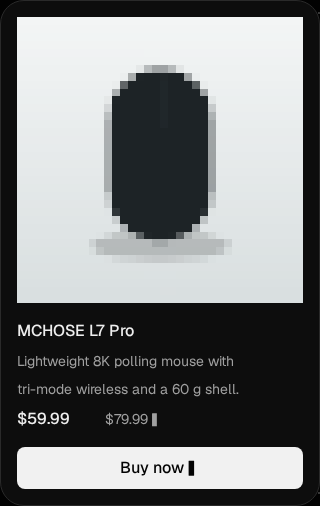 MCHOSE L7 Pro
Lightweight 8K polling mouse with
tri-mode wireless and a 60 g shell.
$59.99 $79.99
Buy now